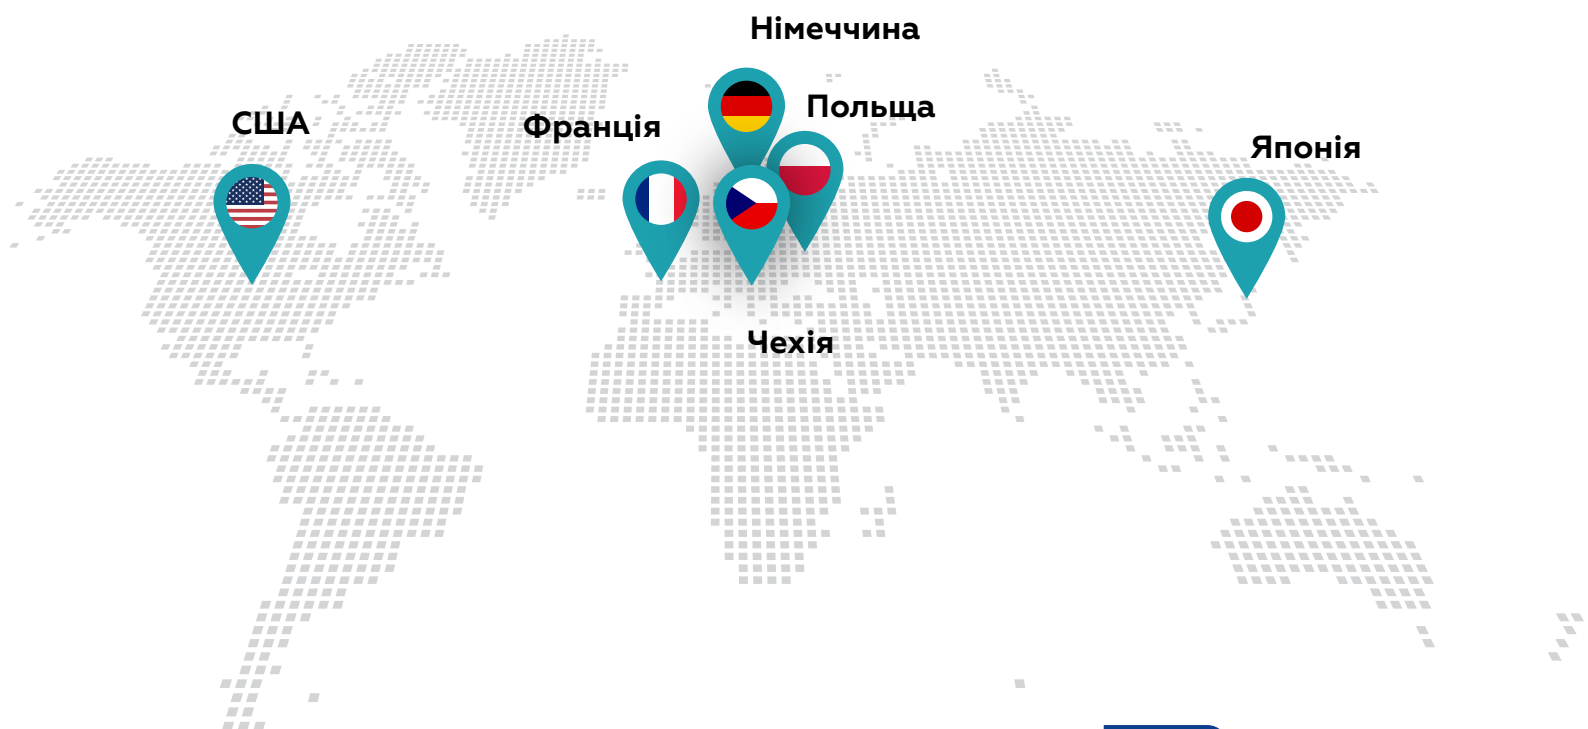 Німеччина
Польща
США
Франція
Японія
Чехія